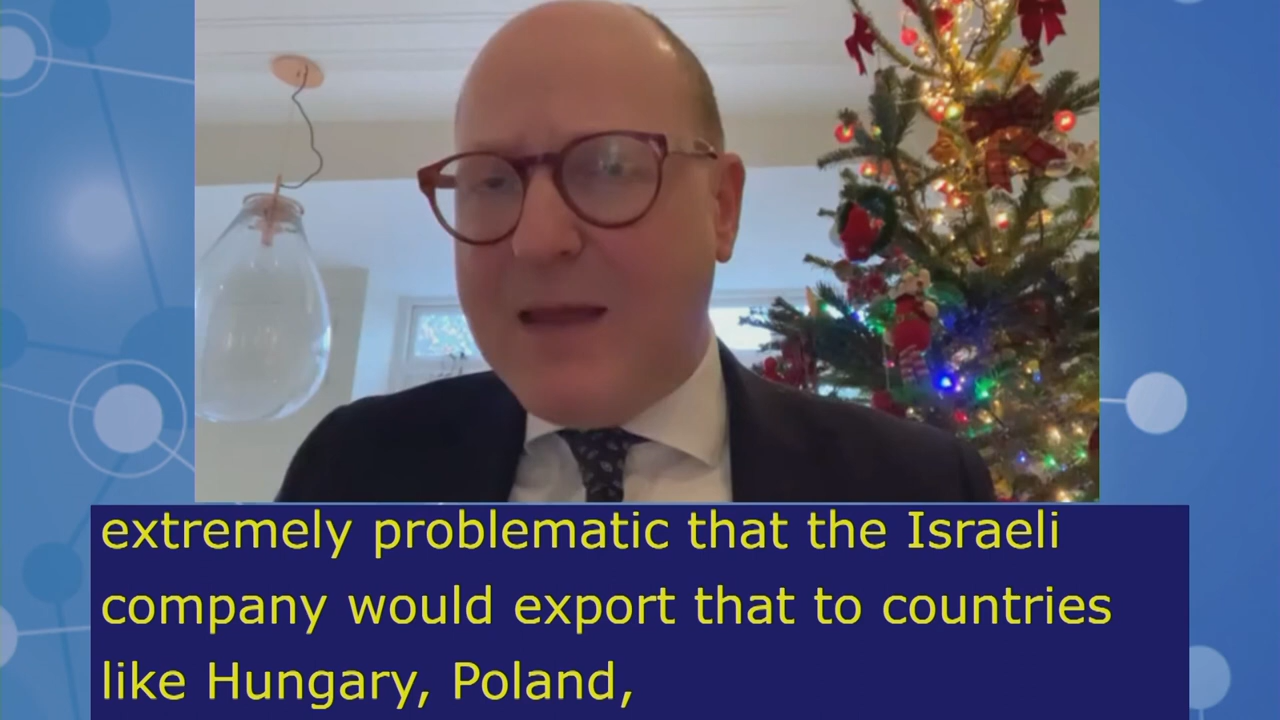 extremely problematic that the Israeli
company would export that to countries
like Hungary, Poland,